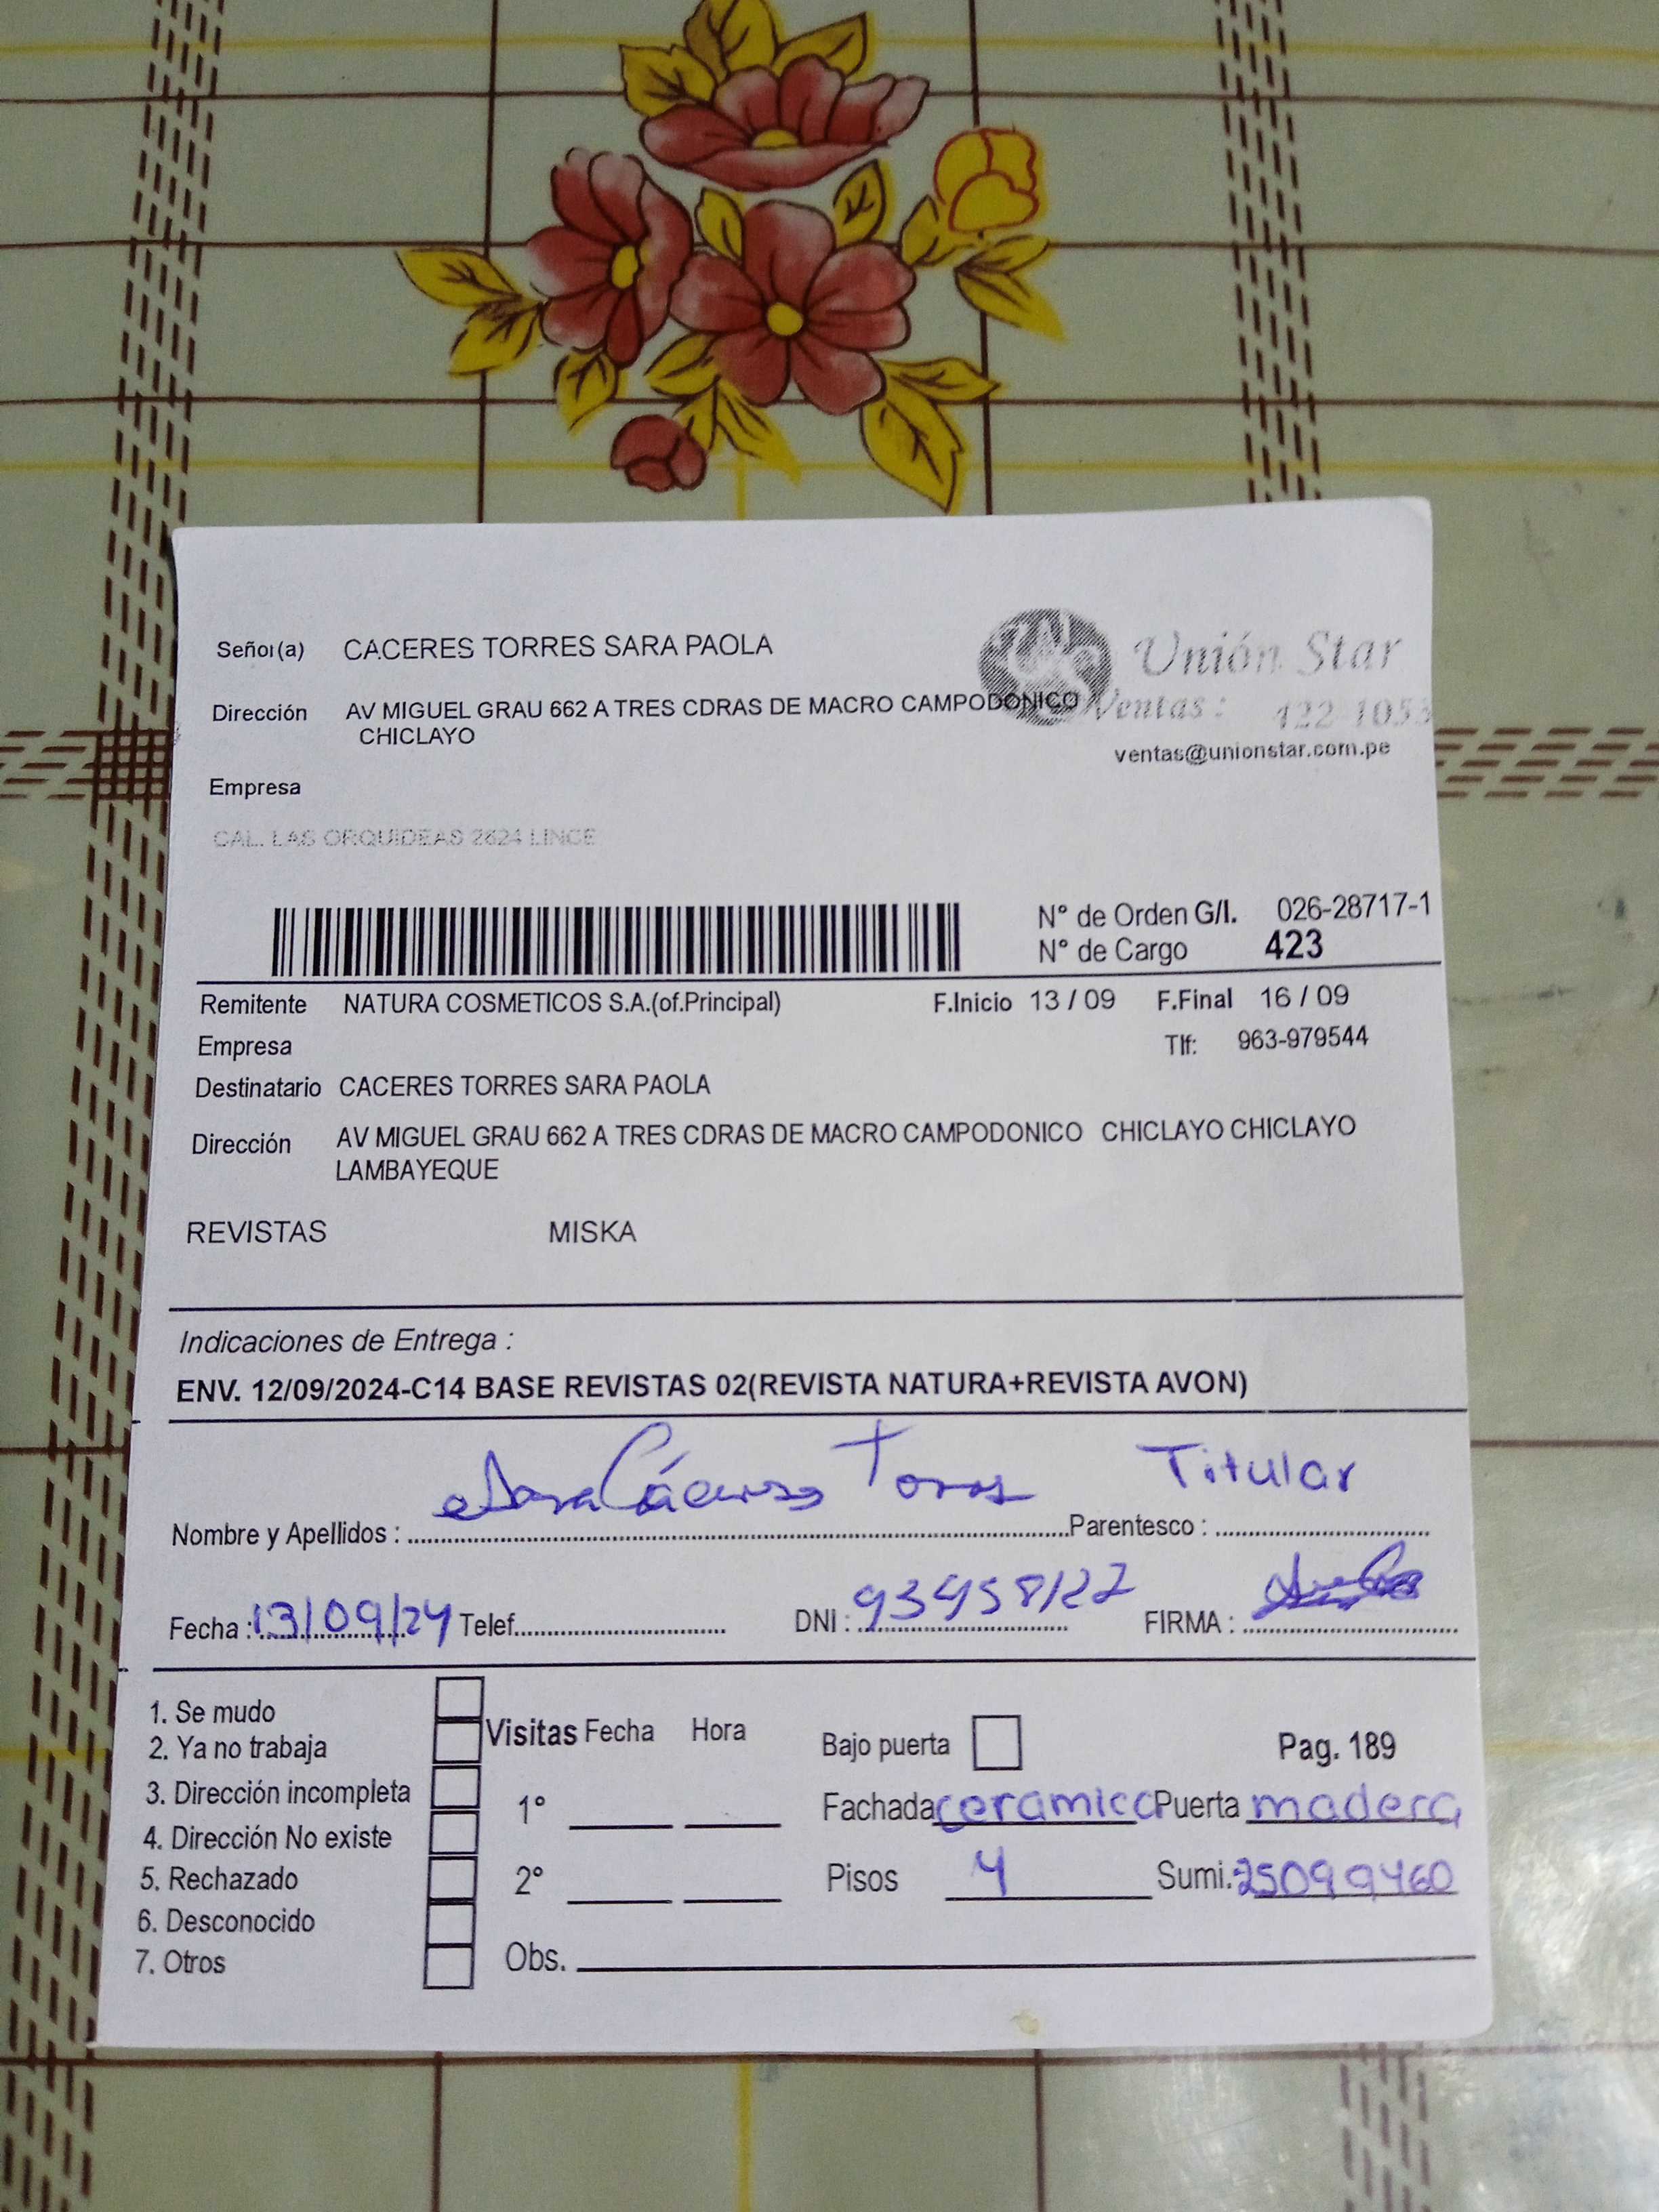 Señor(a) CACERES TORRES SARA PAOLA
Unión Star
Dirección AV MIGUEL GRAU 662 A TRES CDRAS DE MACRO CAMPODONICO
CHICLAYO
Ventas: 422 1053
ventas@unionstar.com.pe
Empresa
CAL. LAS ORQUIDEAS 2624 LINCE
N° de Orden G/I. 026-28717-1
N° de Cargo 423
Remitente NATURA COSMETICOS S.A.(of.Principal) F.Inicio 13 / 09 F.Final 16 / 09
Empresa Tlf: 963-979544
Destinatario CACERES TORRES SARA PAOLA
Dirección AV MIGUEL GRAU 662 A TRES CDRAS DE MACRO CAMPODONICO CHICLAYO CHICLAYO
LAMBAYEQUE
REVISTAS MISKA
Indicaciones de Entrega :
ENV. 12/09/2024-C14 BASE REVISTAS 02(REVISTA NATURA+REVISTA AVON)
Nombre y Apellidos : Sara Cáceres Torres Parentesco : Titular
Fecha : 13/09/24 Telef. DNI : FIRMA :
1. Se mudo
2. Ya no trabaja
3. Dirección incompleta
4. Dirección No existe
5. Rechazado
6. Desconocido
7. Otros
Visitas Fecha Hora
1°
2°
Obs.
Bajo puerta Pag. 189
Fachada ceramica Puerta madera
Pisos 4 Sumi. 25099460